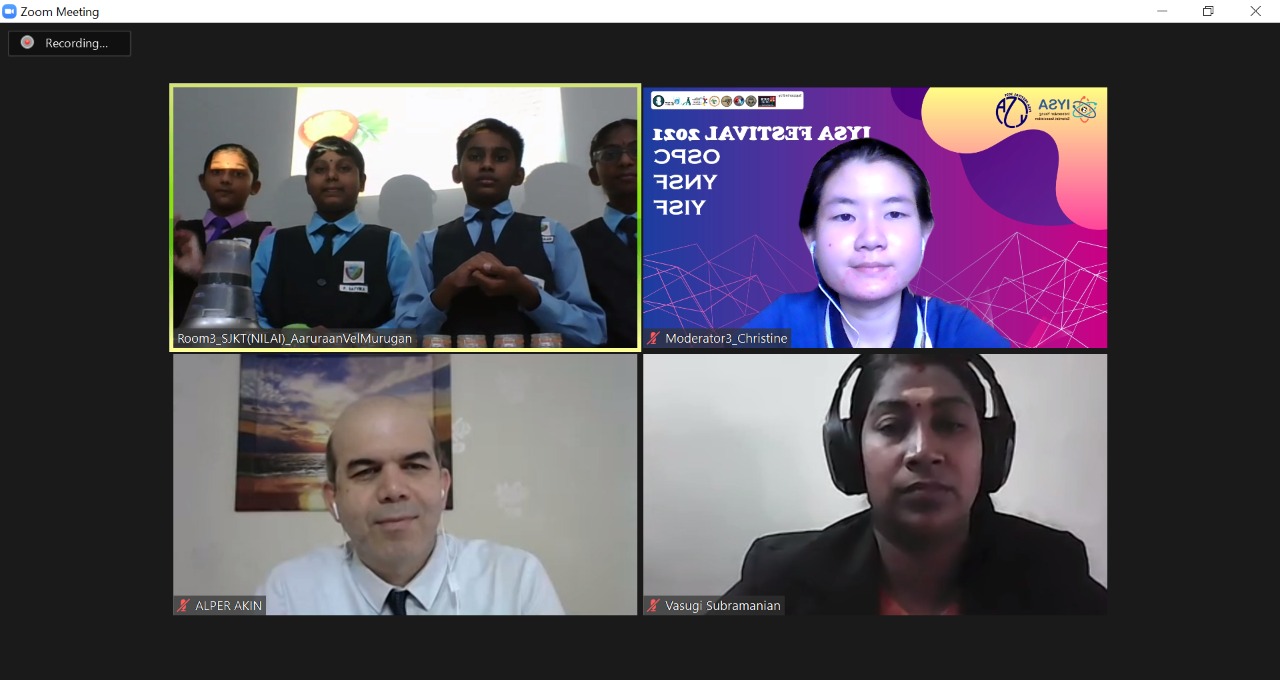 Zoom Meeting
Recording...
IYSA FESTIVAL 2021
OSPC
YNSF
YISF
IYSA
Room3_SJKT(NILAI)_AaruraanVelMurugan
Moderator3_Christine
ALPER AKIN
Vasugi Subramanian